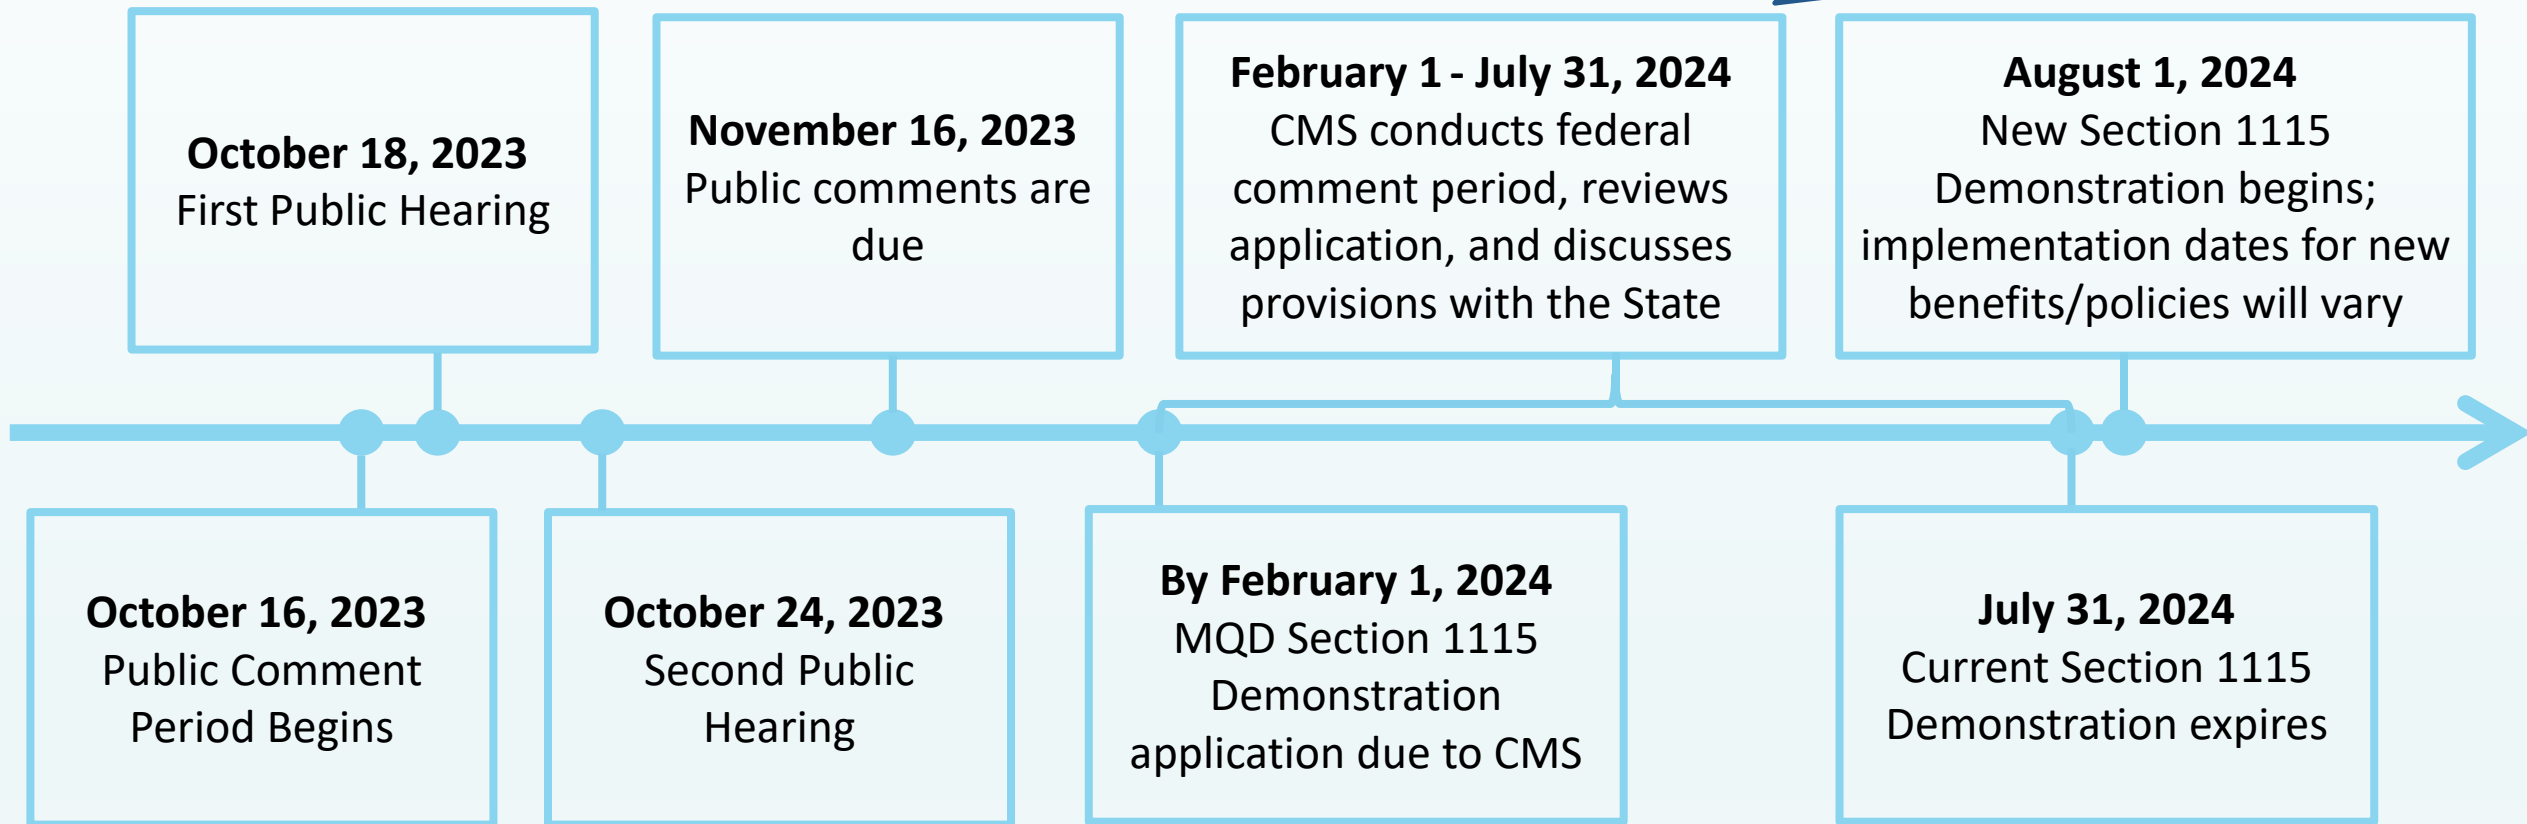 October 18, 2023
First Public Hearing
November 16, 2023
Public comments are
due
February 1 - July 31, 2024
CMS conducts federal
comment period, reviews
application, and discusses
provisions with the State
August 1, 2024
New Section 1115
Demonstration begins;
implementation dates for new
benefits/policies will vary
October 16, 2023
Public Comment
Period Begins
October 24, 2023
Second Public
Hearing
By February 1, 2024
MQD Section 1115
Demonstration
application due to CMS
July 31, 2024
Current Section 1115
Demonstration expires